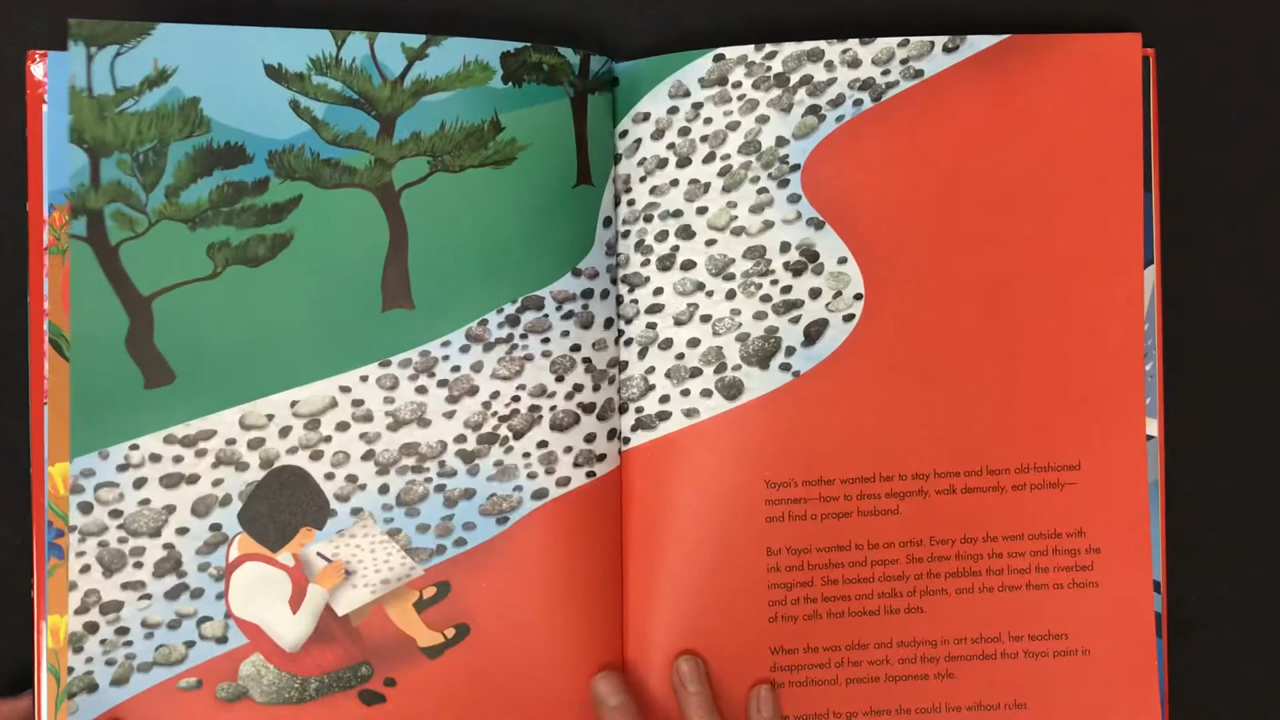 Yayoi's mother wanted her to stay home and learn old-fashioned
manners—how to dress elegantly, walk demurely, eat politely—
and find a proper husband.
But Yayoi wanted to be an artist. Every day she went outside with
ink and brushes and paper. She drew things she saw and things she
imagined. She looked closely at the pebbles that lined the riverbed
and at the leaves and stalks of plants, and she drew them as chains
of tiny cells that looked like dots.
When she was older and studying in art school, her teachers
disapproved of her work, and they demanded that Yayoi paint in
the traditional, precise Japanese style.
wanted to go where she could live without rules.